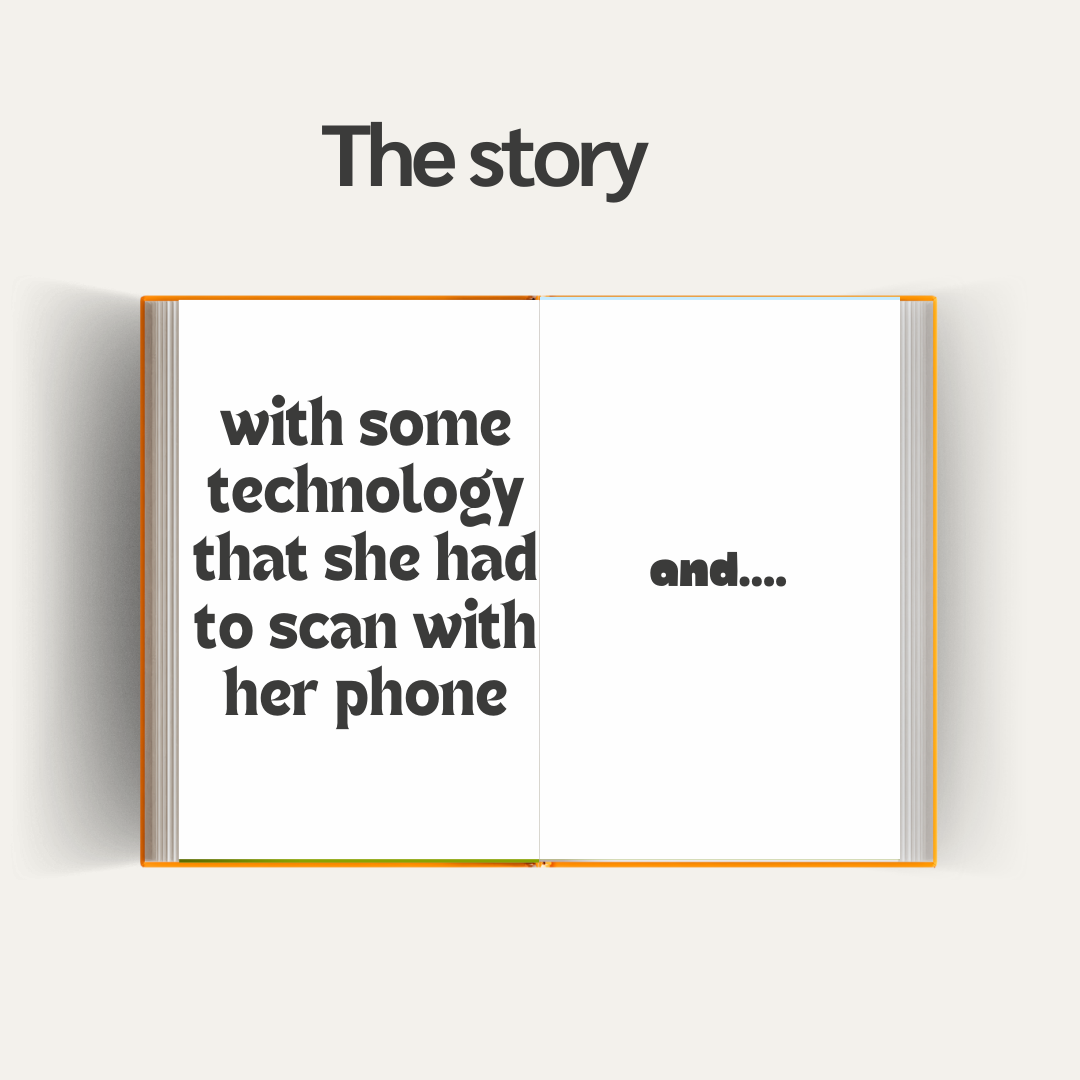 The story
with some
technology
that she had
to scan with
her phone
and....